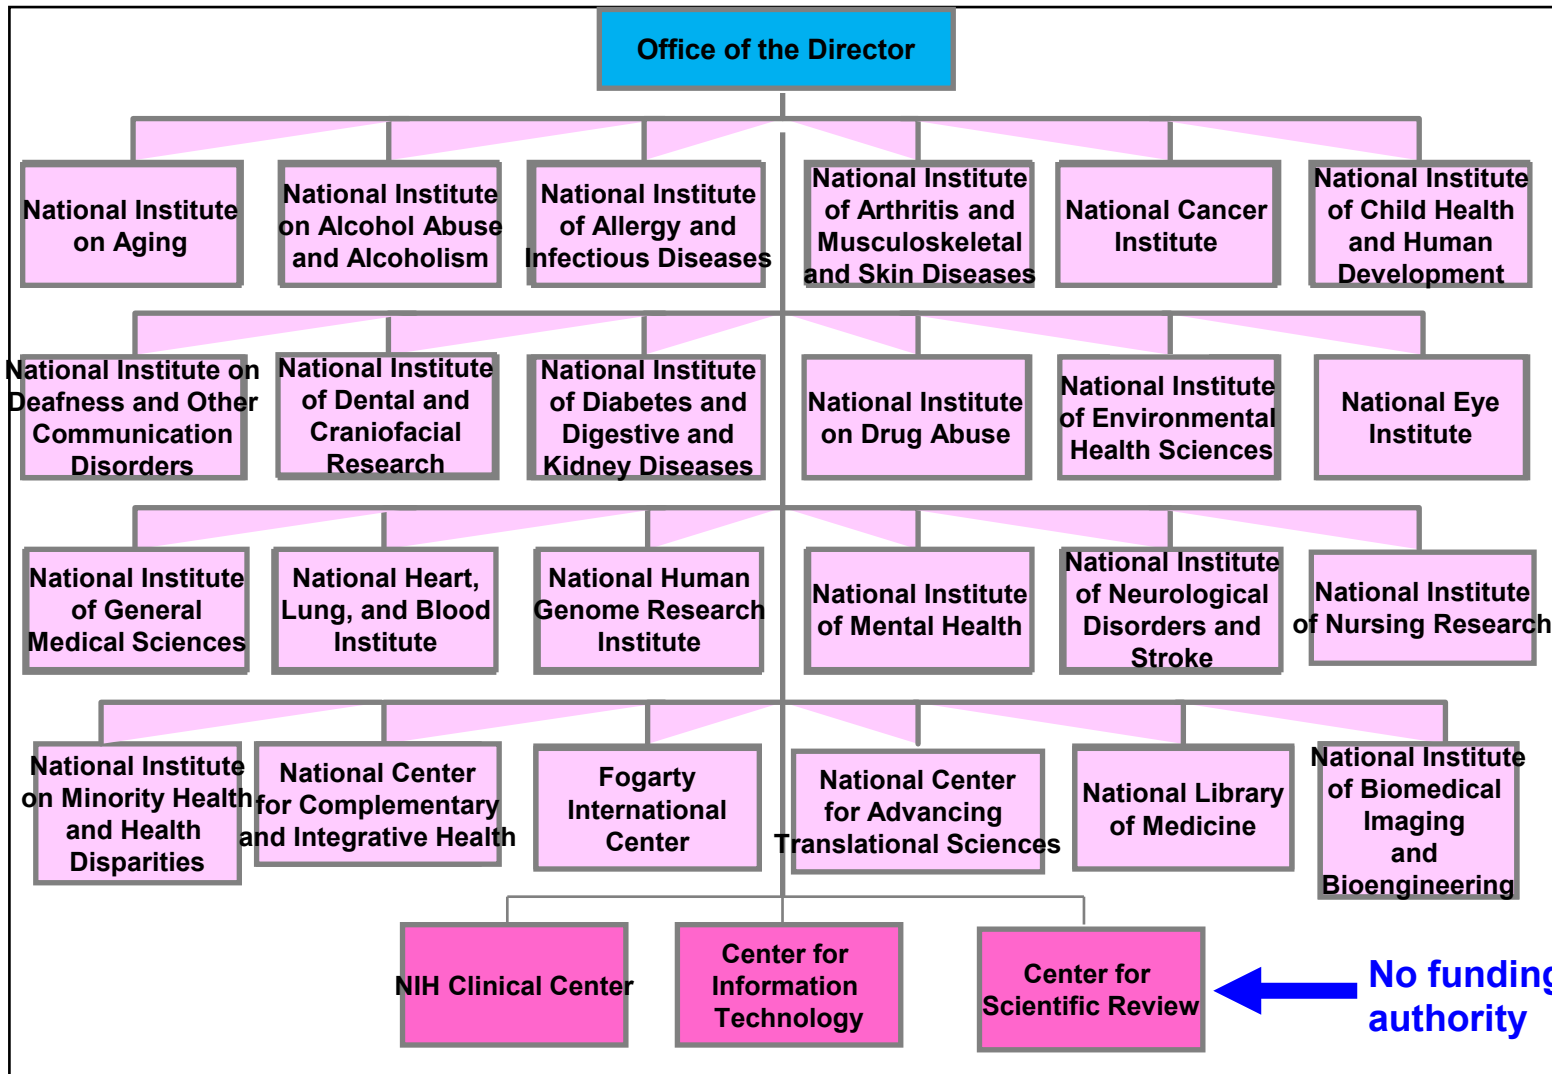 Office of the Director
National Institute
on Aging
National Institute
on Alcohol Abuse
and Alcoholism
National Institute
of Allergy and
Infectious Diseases
National Institute
of Arthritis and
Musculoskeletal
and Skin Diseases
National Cancer
Institute
National Institute
of Child Health
and Human
Development
National Institute on
Deafness and Other
Communication
Disorders
National Institute
of Dental and
Craniofacial
Research
National Institute
of Diabetes and
Digestive and
Kidney Diseases
National Institute
on Drug Abuse
National Institute
of Environmental
Health Sciences
National Eye
Institute
National Institute
of General
Medical Sciences
National Heart,
Lung, and Blood
Institute
National Human
Genome Research
Institute
National Institute
of Mental Health
National Institute
of Neurological
Disorders and
Stroke
National Institute
of Nursing Research
National Institute
on Minority Health
and Health
Disparities
National Center
for Complementary
and Integrative Health
Fogarty
International
Center
National Center
for Advancing
Translational Sciences
National Library
of Medicine
National Institute
of Biomedical
Imaging
and
Bioengineering
NIH Clinical Center
Center for
Information
Technology
Center for
Scientific Review
No funding
authority